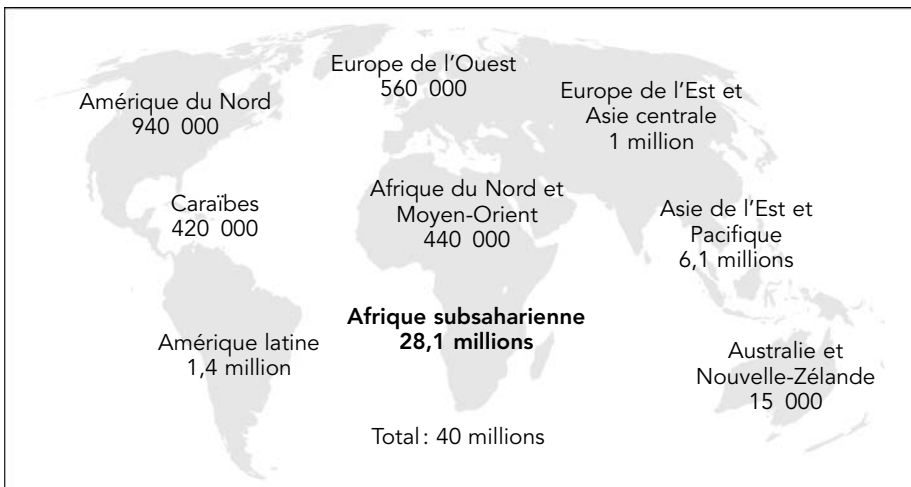 Europe de l’Ouest
560 000
Amérique du Nord
940 000
Europe de l’Est et
Asie centrale
1 million
Caraïbes
420 000
Afrique du Nord et
Moyen-Orient
440 000
Asie de l’Est et
Pacifique
6,1 millions
Amérique latine
1,4 million
Afrique subsaharienne
28,1 millions
Australie et
Nouvelle-Zélande
15 000
Total : 40 millions